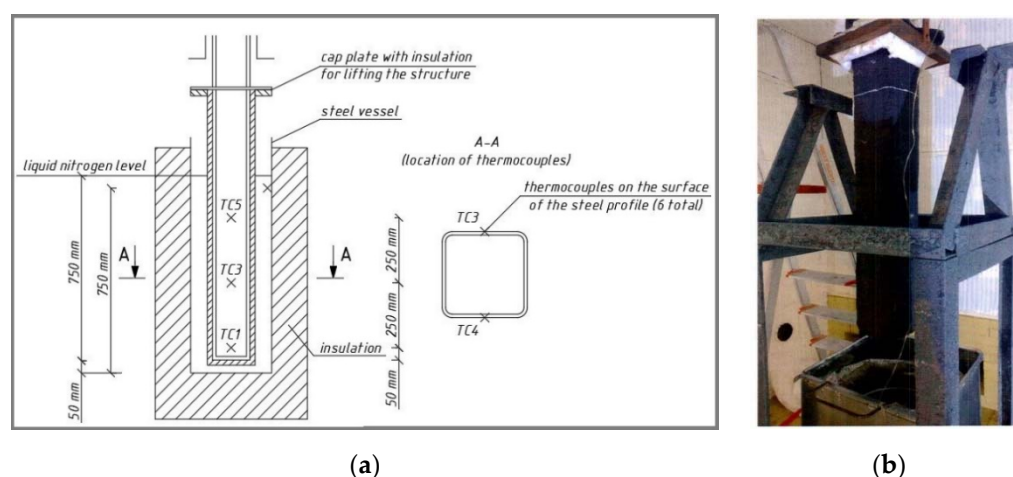 cap plate with insulation
for lifting the structure
steel vessel
A-A
(location of thermocouples)
liquid nitrogen level
thermocouples on the surface
of the steel profile (6 total)
TC5
TC3
A
A
TC3
TC1
TC4
750 mm
750 mm
50 mm
250 mm
250 mm
50 mm
insulation
(a)
(b)